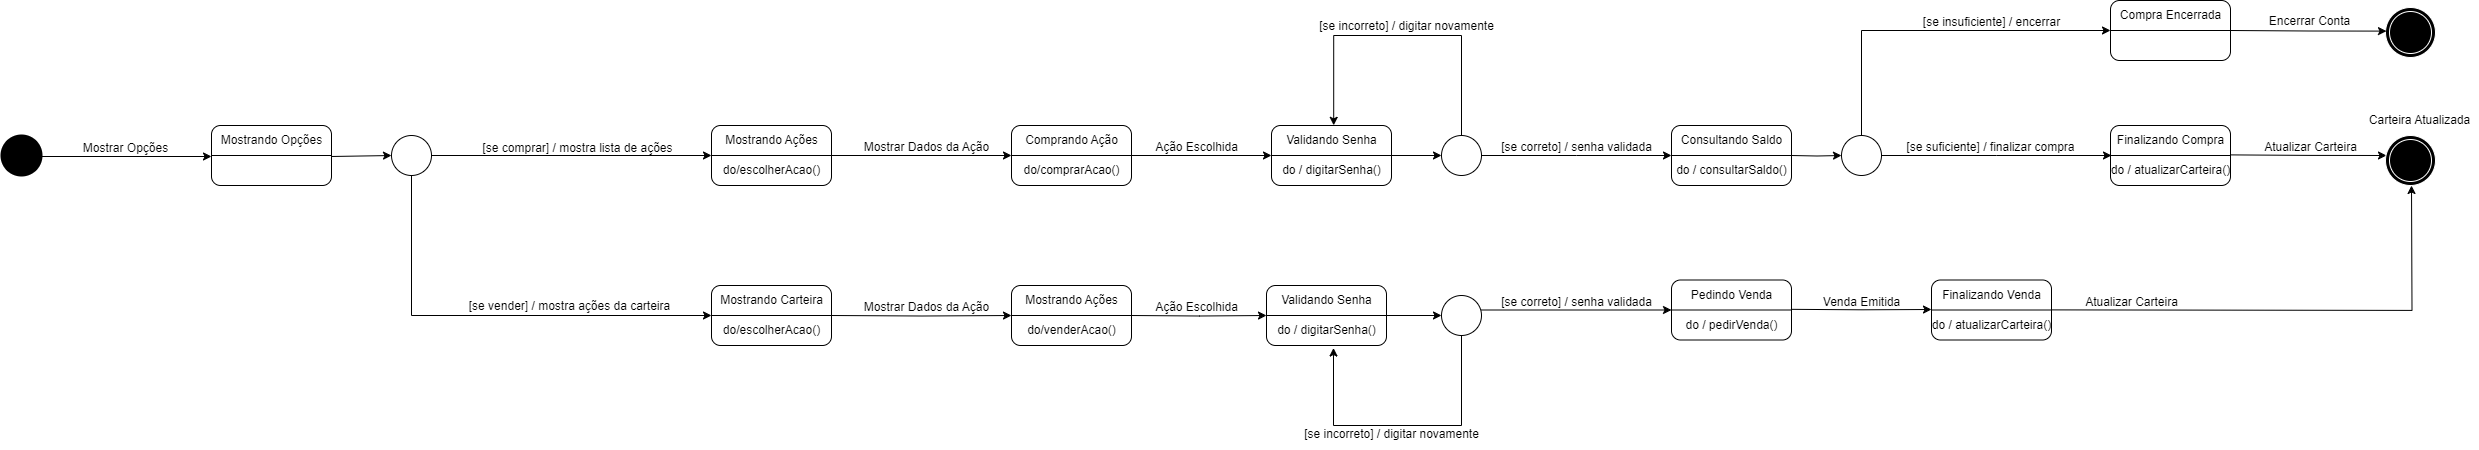 [se incorreto] / digitar novamente
[se insuficiente] / encerrar
Compra Encerrada
Encerrar Conta
Carteira Atualizada
Mostrar Opções
Mostrando Opções
[se comprar] / mostra lista de ações
Mostrando Ações
do/escolherAcao()
Mostrar Dados da Ação
Comprando Ação
do/comprarAcao()
Ação Escolhida
Validando Senha
do / digitarSenha()
[se correto] / senha validada
Consultando Saldo
do / consultarSaldo()
[se suficiente] / finalizar compra
Finalizando Compra
do / atualizarCarteira()
Atualizar Carteira
[se vender] / mostra ações da carteira
Mostrando Carteira
do/escolherAcao()
Mostrar Dados da Ação
Mostrando Ações
do/venderAcao()
Ação Escolhida
Validando Senha
do / digitarSenha()
[se correto] / senha validada
Pedindo Venda
do / pedirVenda()
Venda Emitida
Finalizando Venda
do / atualizarCarteira()
Atualizar Carteira
[se incorreto] / digitar novamente